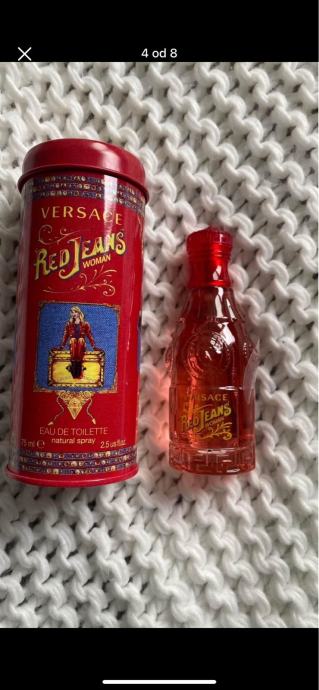 4 od 8
VERSACE
RED JEANS
WOMAN
EAU DE TOILETTE
75 ml e natural spray 2.5 us fl.oz.
VERSACE
RED JEANS